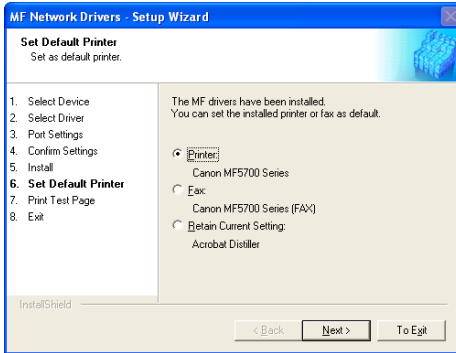 MF Network Drivers - Setup Wizard
Set Default Printer
Set as default printer.
1. Select Device
2. Select Driver
3. Port Settings
4. Confirm Settings
5. Install
6. Set Default Printer
7. Print Test Page
8. Exit
The MF drivers have been installed.
You can set the installed printer or fax as default.
Printer:
Canon MF5700 Series
Fax:
Canon MF5700 Series (FAX)
Retain Current Setting:
Acrobat Distiller
InstallShield
< Back
Next >
To Exit